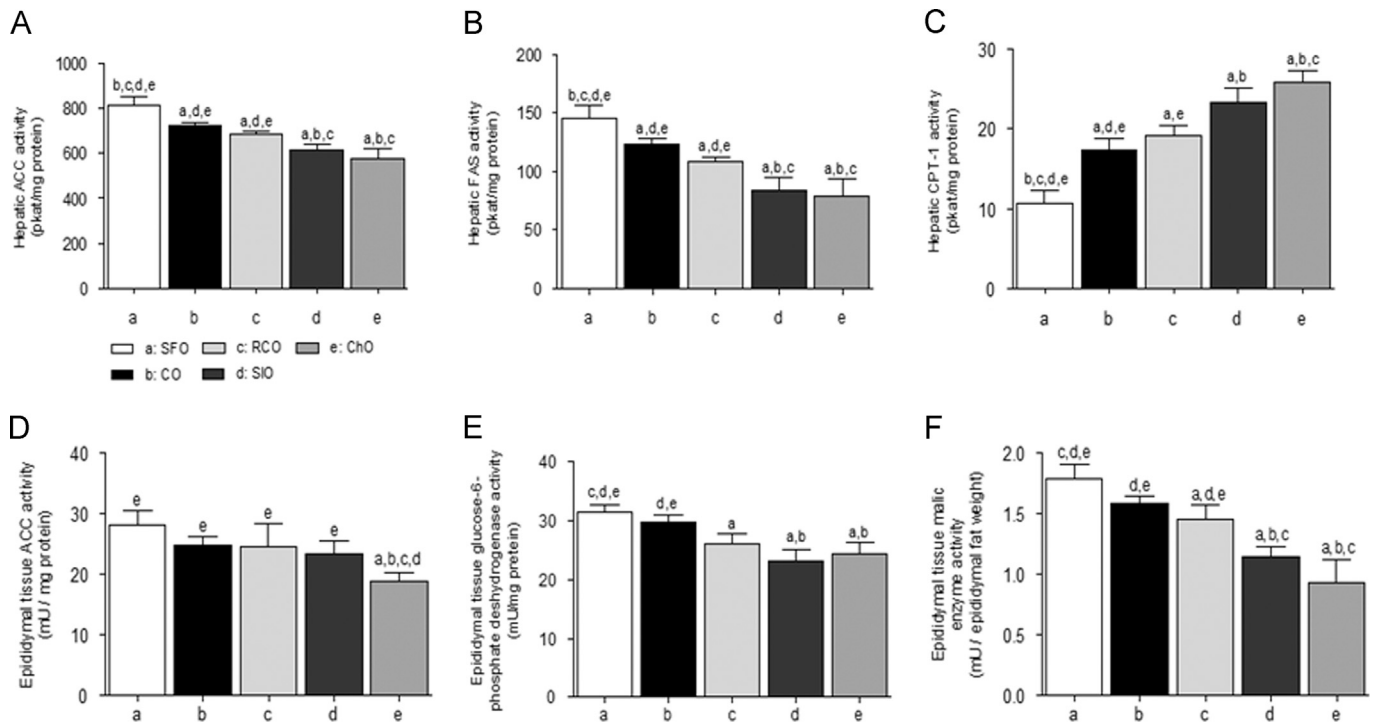 A
Hepatic ACC activity
(pkat/mg protein)
1000
800
600
400
200
0
b,c,d,e
a,d,e
a,d,e
a,b,c
a,b,c
a b c d e
a: SFO c: RCO e: ChO
b: CO d: SIO
B
Hepatic FAS activity
(pkat/mg protein)
200
150
100
50
0
b,c,d,e
a,d,e
a,d,e
a,b,c
a,b,c
a b c d e
C
Hepatic CPT-1 activity
(pkat/mg protein)
30
20
10
0
b,c,d,e
a,d,e
a,e
a,b
a,b,c
a b c d e
D
Epididymal tissue ACC activity
(mU / mg protein)
40
30
20
10
0
e
e
e
e
a,b,c,d
a b c d e
E
Epididymal tissue glucose-6-
phosphate deshydrogenase activity
(mU/mg pretein)
40
30
20
10
0
c,d,e
d,e
a
a,b
a,b
a b c d e
F
Epididymal tissue malic
enzyme activity
(mU / epididymal fat weight)
2.0
1.5
1.0
0.5
0.0
c,d,e
d,e
a,d,e
a,b,c
a,b,c
a b c d e